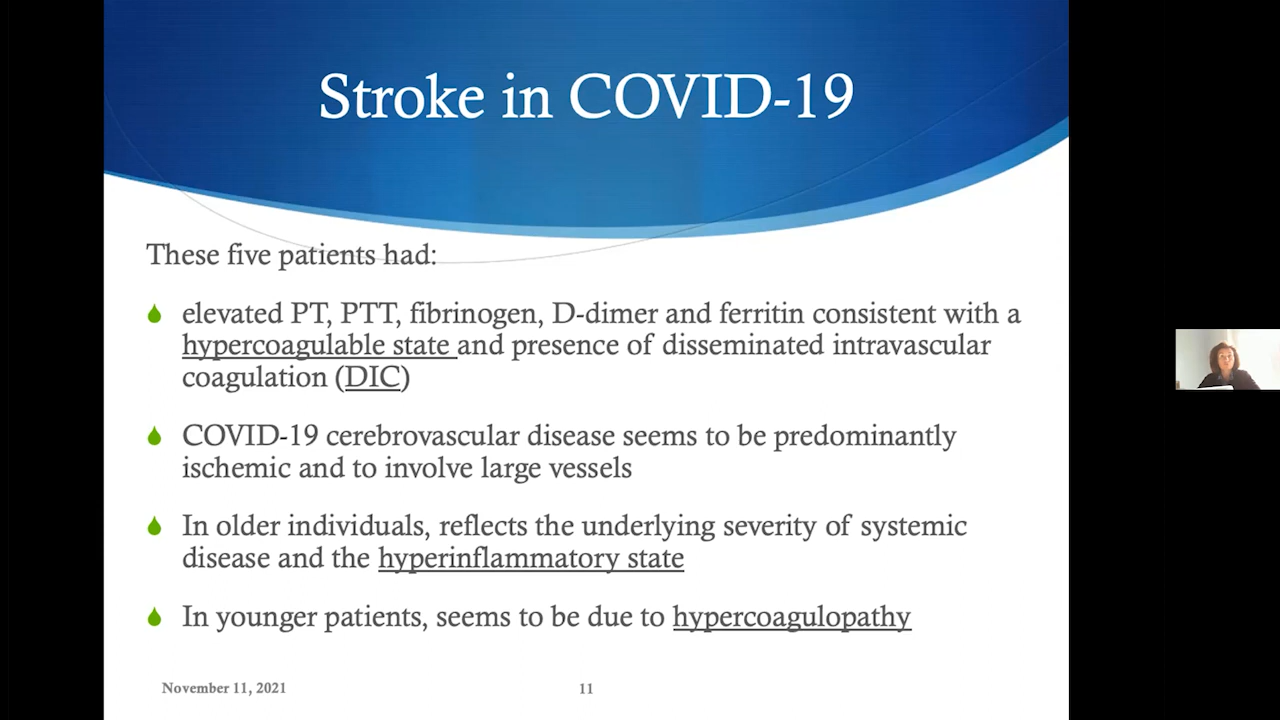 Stroke in COVID-19
These five patients had:
elevated PT, PTT, fibrinogen, D-dimer and ferritin consistent with a
hypercoagulable state and presence of disseminated intravascular
coagulation (DIC)
COVID-19 cerebrovascular disease seems to be predominantly
ischemic and to involve large vessels
In older individuals, reflects the underlying severity of systemic
disease and the hyperinflammatory state
In younger patients, seems to be due to hypercoagulopathy
November 11, 2021
11